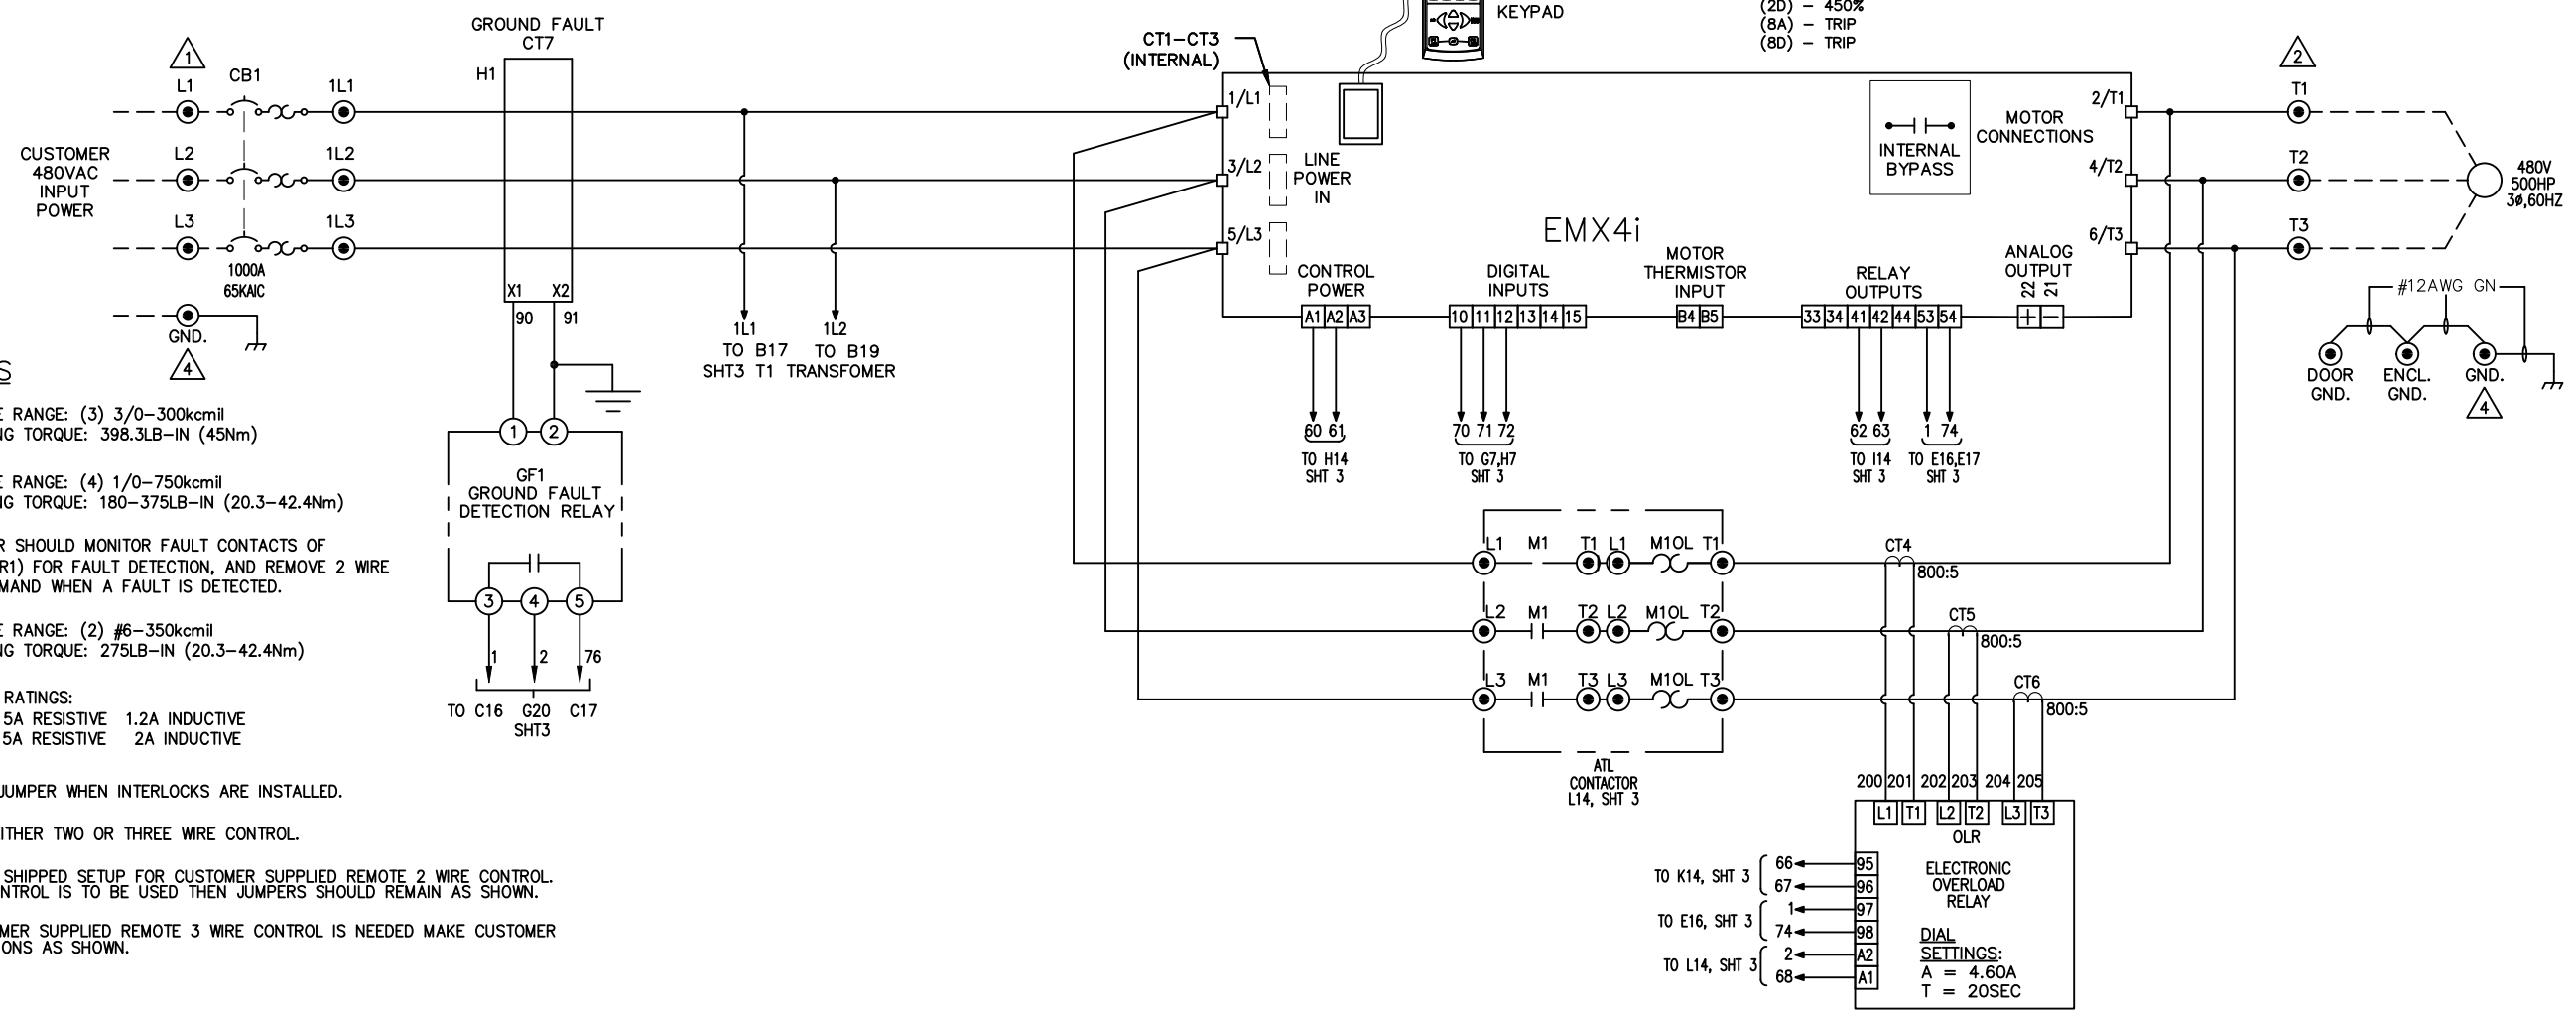 GROUND FAULT
CT7
H1
X1 X2
90 91
1
L1 CB1 1L1
L2 1L2
L3 1L3
CUSTOMER
480VAC
INPUT
POWER
1000A
65KAIC
GND.
4
1L1
TO B17
SHT3 T1
1L2
TO B19
TRANSFOMER
1 2
GF1
GROUND FAULT
DETECTION RELAY
3 4 5
1 2 76
TO C16 G20 C17
SHT3
S
E RANGE: (3) 3/0-300kcmil
NG TORQUE: 398.3LB-IN (45Nm)
E RANGE: (4) 1/0-750kcmil
NG TORQUE: 180-375LB-IN (20.3-42.4Nm)
R SHOULD MONITOR FAULT CONTACTS OF
R1) FOR FAULT DETECTION, AND REMOVE 2 WIRE
MAND WHEN A FAULT IS DETECTED.
E RANGE: (2) #6-350kcmil
NG TORQUE: 275LB-IN (20.3-42.4Nm)
RATINGS:
5A RESISTIVE 1.2A INDUCTIVE
5A RESISTIVE 2A INDUCTIVE
JUMPER WHEN INTERLOCKS ARE INSTALLED.
ITHER TWO OR THREE WIRE CONTROL.
SHIPPED SETUP FOR CUSTOMER SUPPLIED REMOTE 2 WIRE CONTROL.
NTROL IS TO BE USED THEN JUMPERS SHOULD REMAIN AS SHOWN.
MER SUPPLIED REMOTE 3 WIRE CONTROL IS NEEDED MAKE CUSTOMER
ONS AS SHOWN.
KEYPAD
(2D) - 450%
(8A) - TRIP
(8D) - TRIP
CT1-CT3
(INTERNAL)
1/L1
3/L2
5/L3
LINE
POWER
IN
EMX4i
INTERNAL
BYPASS
MOTOR
CONNECTIONS
2/T1
4/T2
6/T3
CONTROL
POWER
A1 A2 A3
60 61
TO H14
SHT 3
DIGITAL
INPUTS
10 11 12 13 14 15
70 71 72
TO G7,H7
SHT 3
MOTOR
THERMISTOR
INPUT
B4 B5
RELAY
OUTPUTS
33 34 41 42 44 53 54
62 63
TO I14
SHT 3
1 74
TO E16,E17
SHT 3
ANALOG
OUTPUT
22 21
+ -
2
T1
T2
T3
480V
500HP
3ø,60HZ
#12AWG GN
DOOR
GND.
ENCL.
GND.
GND.
4
L1 M1 T1 L1 M1OL T1
L2 M1 T2 L2 M1OL T2
L3 M1 T3 L3 M1OL T3
ATL
CONTACTOR
L14, SHT 3
CT4
800:5
CT5
800:5
CT6
800:5
200 201 202 203 204 205
L1 T1 L2 T2 L3 T3
OLR
ELECTRONIC
OVERLOAD
RELAY
DIAL
SETTINGS:
A = 4.60A
T = 20SEC
TO K14, SHT 3
66 95
67 96
TO E16, SHT 3
1 97
74 98
TO L14, SHT 3
2 A2
68 A1